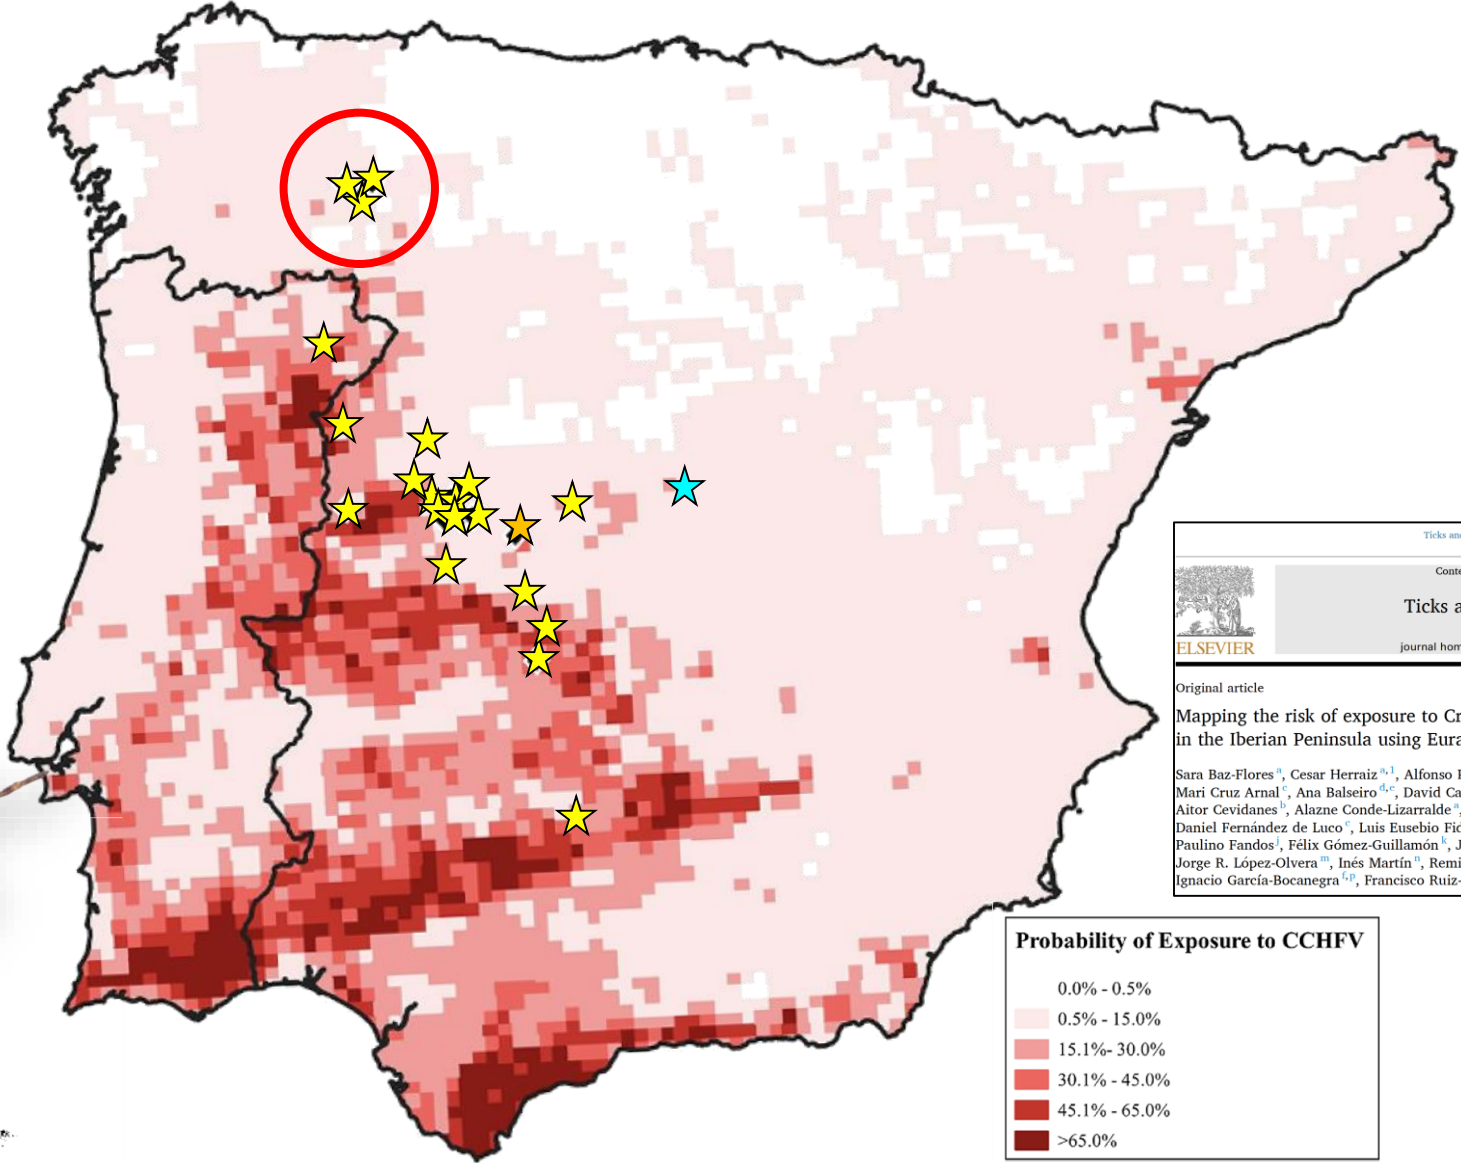 Ticks and
Conte
Ticks a
ELSEVIER
journal hom
Original article
Mapping the risk of exposure to Cr
in the Iberian Peninsula using Eura
Sara Baz-Flores a, Cesar Herraiz a,1, Alfonso P
Mari Cruz Arnal c, Ana Balseiro d,e, David Ca
Aitor Cevidanes b, Alazne Conde-Lizarralde a,
Daniel Fernández de Luco c, Luis Eusebio Fid
Paulino Fandos j, Félix Gómez-Guillamón k, J
Jorge R. López-Olvera m, Inés Martín n, Remi
Ignacio García-Bocanegra f,p, Francisco Ruiz-
Probability of Exposure to CCHFV
0.0% - 0.5%
0.5% - 15.0%
15.1%- 30.0%
30.1% - 45.0%
45.1% - 65.0%
>65.0%